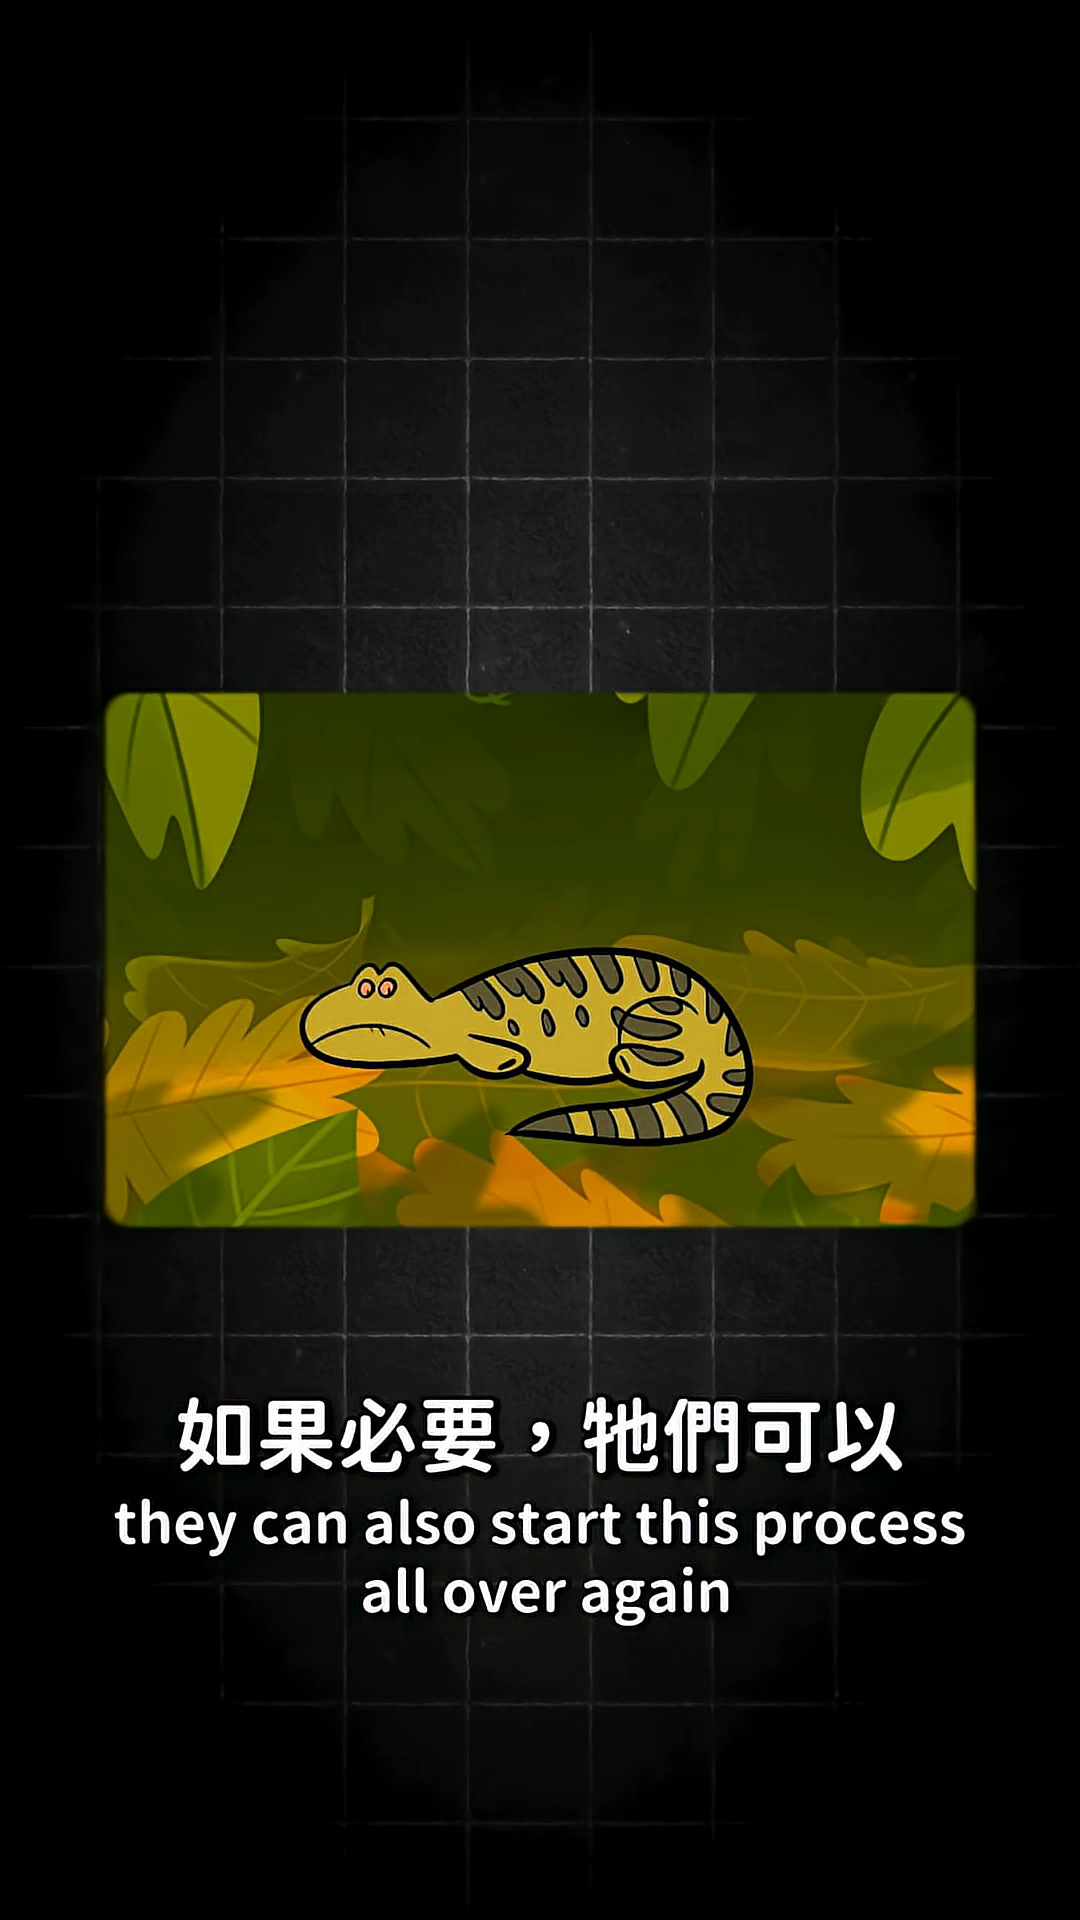 如果必要，牠們可以
they can also start this process
all over again